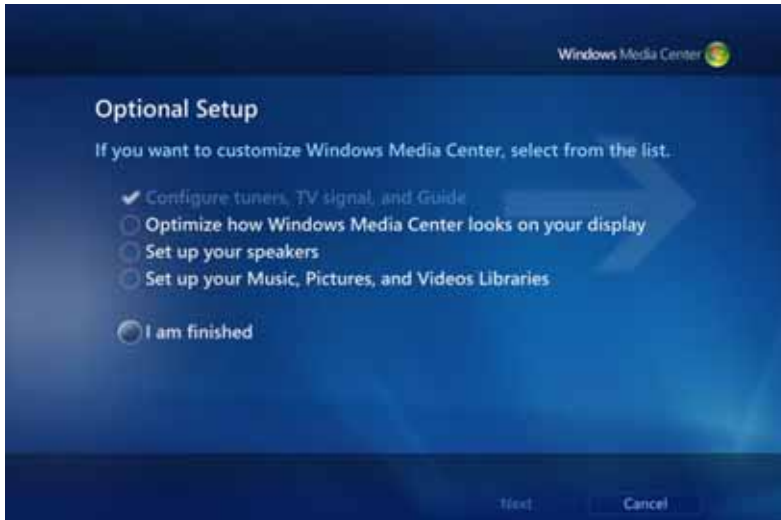 Windows Media Center
Optional Setup
If you want to customize Windows Media Center, select from the list.
Configure tuners, TV signal, and Guide
Optimize how Windows Media Center looks on your display
Set up your speakers
Set up your Music, Pictures, and Videos Libraries
I am finished
Next
Cancel